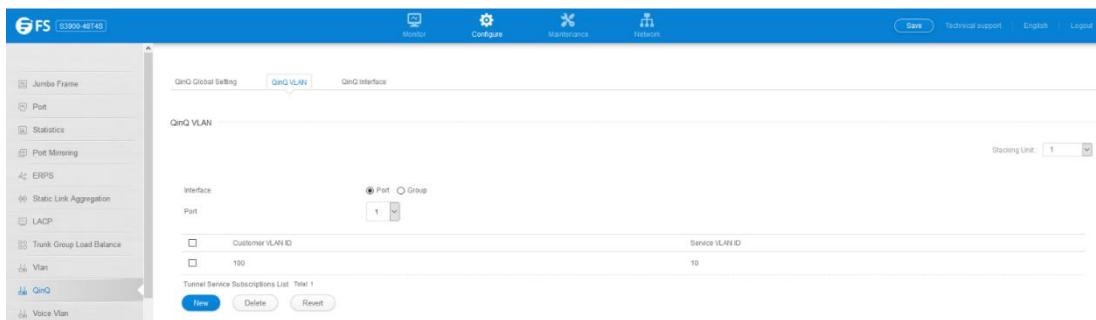 FS S3900-48T4S
Monitor Configure Maintenance Network
Save Technical support English Logout
Jumbo Frame
Port
Statistics
Port Mirroring
ERPS
Static Link Aggregation
LACP
Trunk Group Load Balance
Vlan
QinQ
Voice Vlan
QinQ Global Setting QinQ VLAN QinQ Interface
QinQ VLAN
Stacking Unit: 1
Interface Port Group
Port 1
Customer VLAN ID Service VLAN ID
100 10
Tunnel Service Subscriptions List Total: 1
New Delete Revert